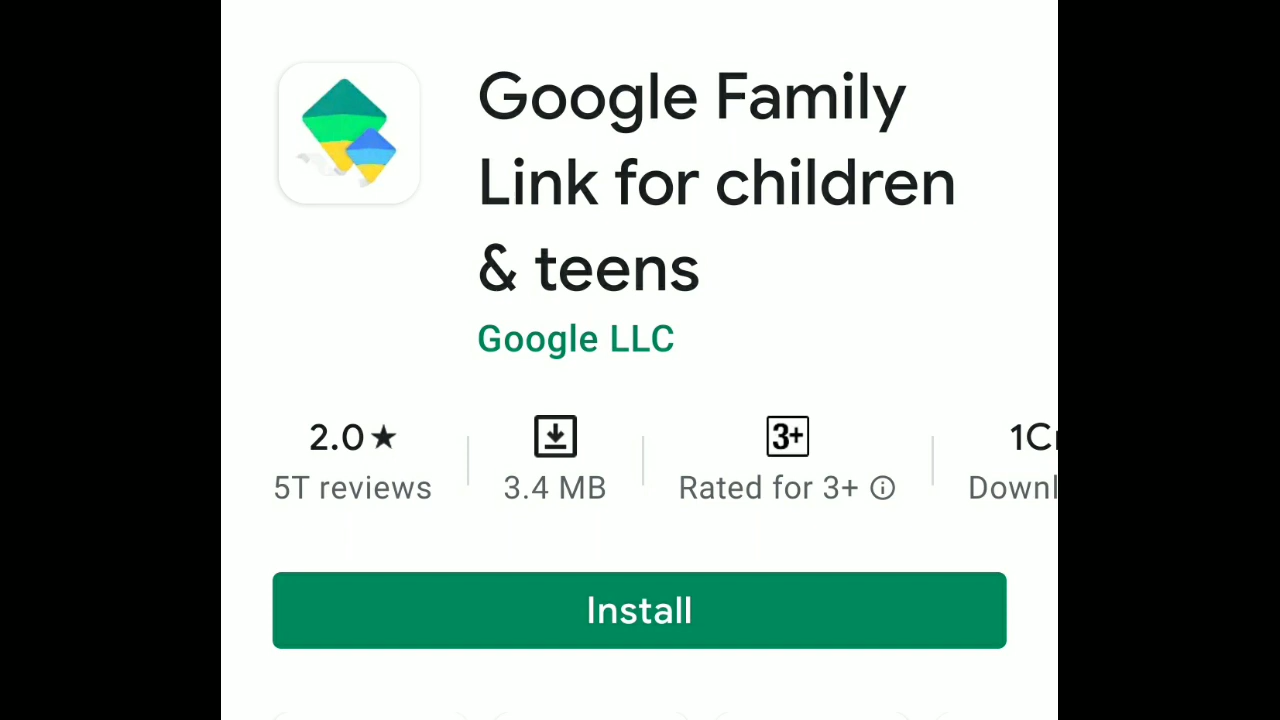 Google Family
Link for children
& teens
Google LLC
2.0★
5T reviews
3.4 MB
3+
Rated for 3+
Install